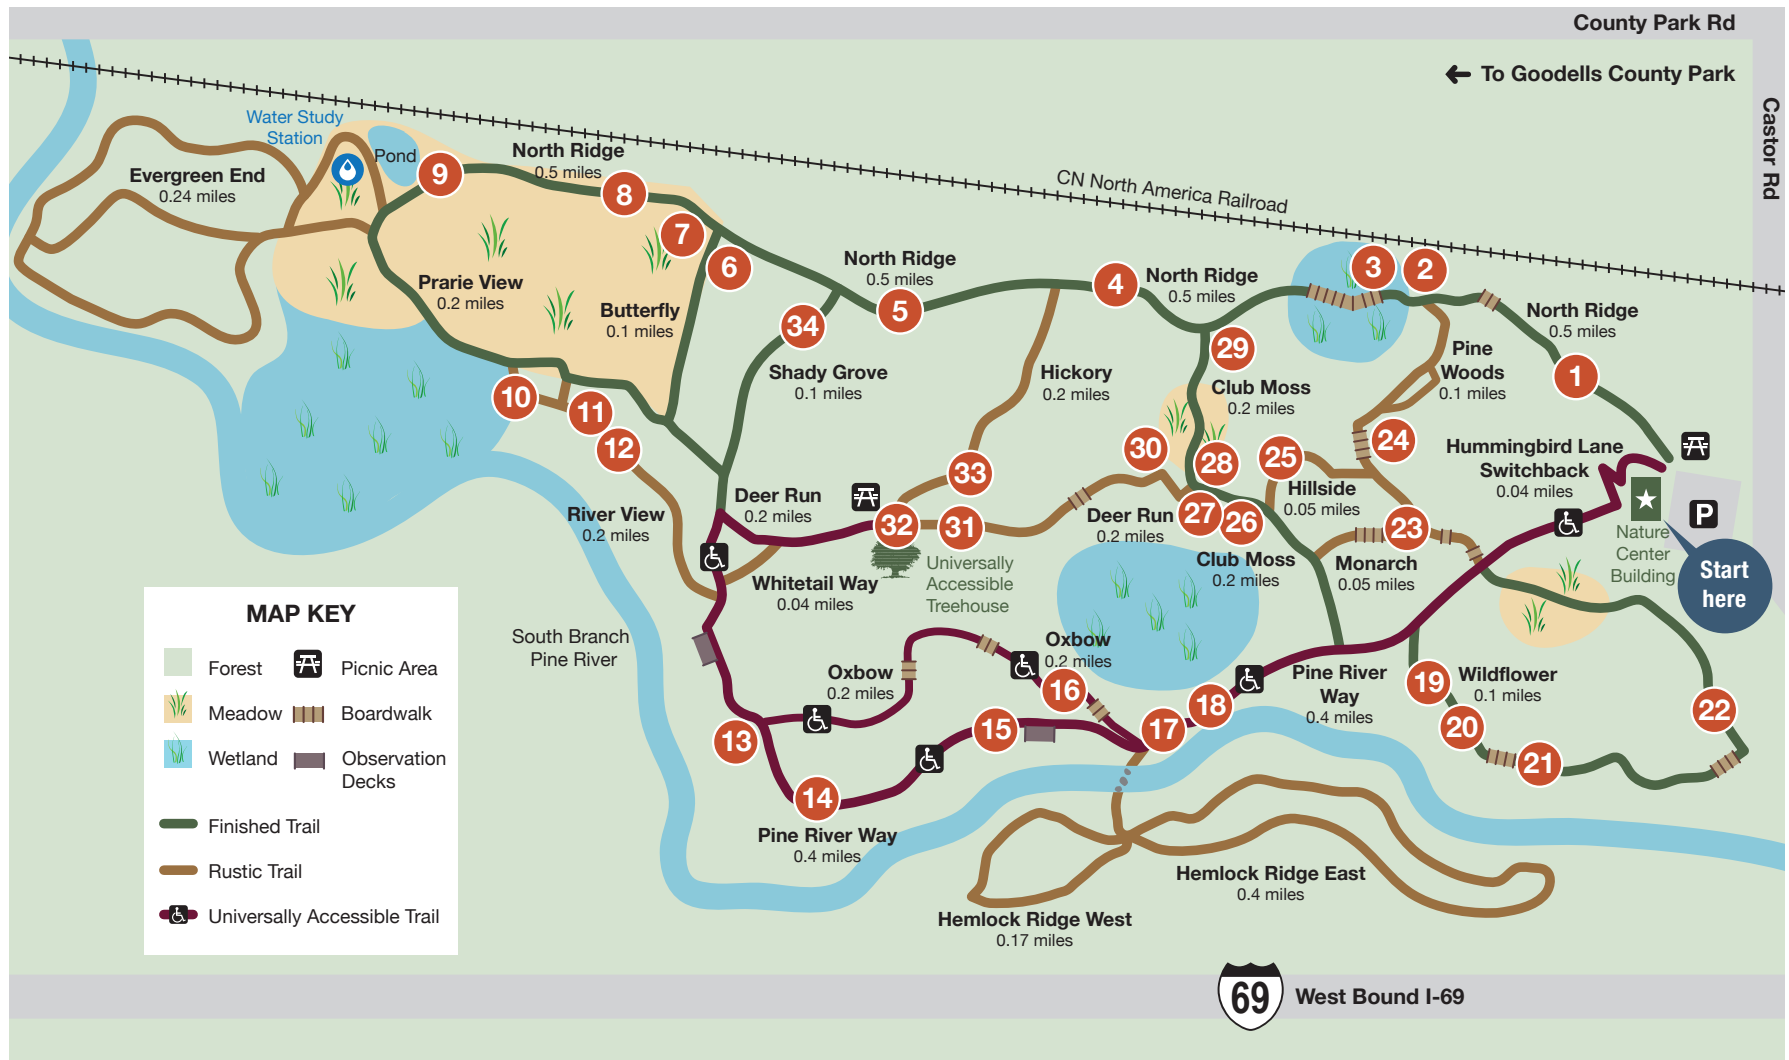 County Park Rd
To Goodells County Park
Castor Rd
Water Study
Station
Pond
CN North America Railroad
Evergreen End
0.24 miles
9
North Ridge
0.5 miles
8
7
6
Prarie View
0.2 miles
Butterfly
0.1 miles
North Ridge
0.5 miles
5
4
North Ridge
0.5 miles
3
2
North Ridge
0.5 miles
1
34
Shady Grove
0.1 miles
Hickory
0.2 miles
29
Club Moss
0.2 miles
Pine
Woods
0.1 miles
10
11
12
30
28
25
24
Hummingbird Lane
Switchback
0.04 miles
33
Hillside
0.05 miles
River View
0.2 miles
Deer Run
0.2 miles
32
31
Deer Run
0.2 miles
27
26
23
P
Nature
Center
Building
Start
here
Universally
Accessible
Treehouse
Club Moss
0.2 miles
Monarch
0.05 miles
Whitetail Way
0.04 miles
South Branch
Pine River
Oxbow
0.2 miles
Oxbow
0.2 miles
16
Pine River
Way
0.4 miles
19
Wildflower
0.1 miles
20
21
22
13
15
17
18
14
Pine River Way
0.4 miles
Hemlock Ridge East
0.4 miles
Hemlock Ridge West
0.17 miles
MAP KEY
Forest
Picnic Area
Meadow
Boardwalk
Wetland
Observation
Decks
Finished Trail
Rustic Trail
Universally Accessible Trail
69
West Bound I-69